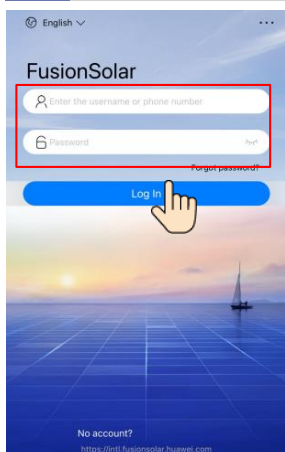 English
FusionSolar
Enter the username or phone number
Password
Forgot password?
Log In
No account?
https://intl.fusionsolar.huawei.com